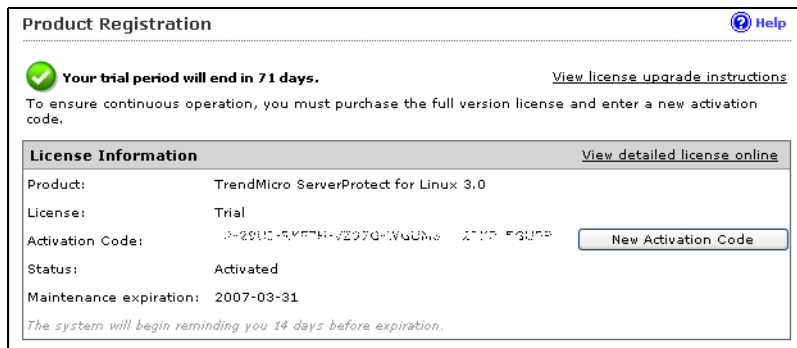 Product Registration
Help
Your trial period will end in 71 days.
View license upgrade instructions
To ensure continuous operation, you must purchase the full version license and enter a new activation
code.
License Information
View detailed license online
Product: TrendMicro ServerProtect for Linux 3.0
License: Trial
Activation Code:
New Activation Code
Status: Activated
Maintenance expiration: 2007-03-31
The system will begin reminding you 14 days before expiration.